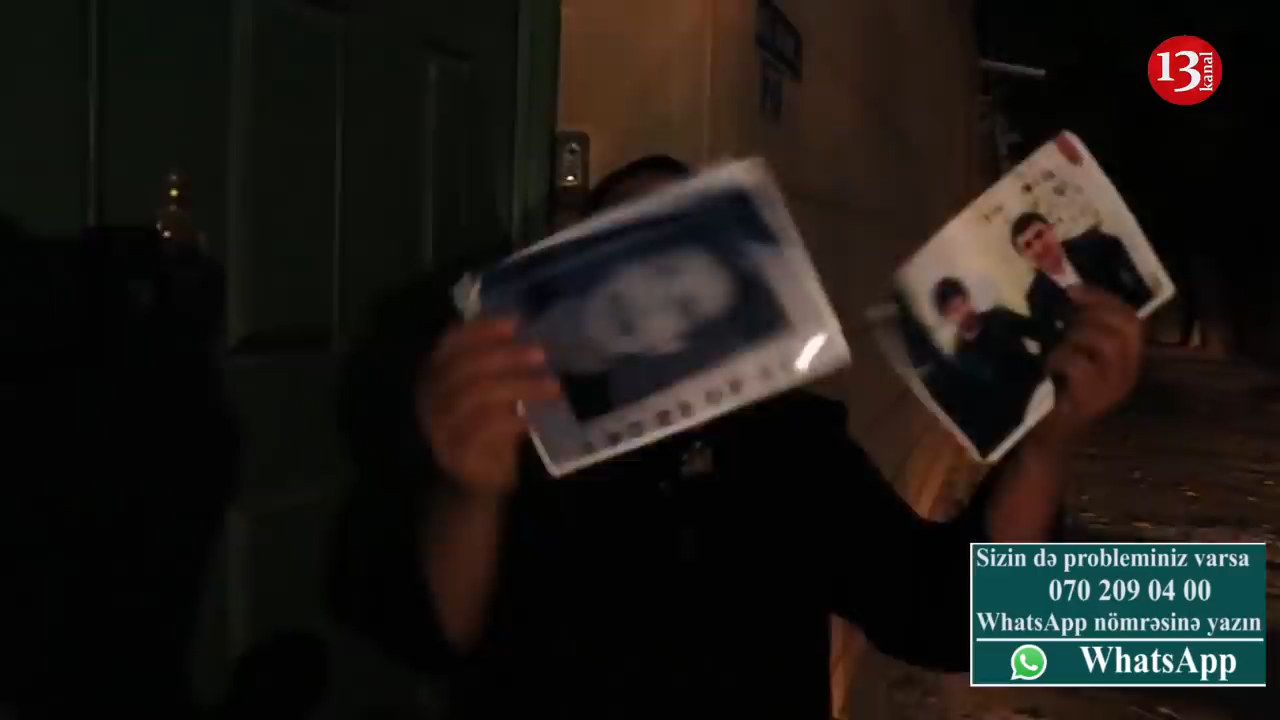 13
kanal
Sizin də probleminiz varsa
070 209 04 00
WhatsApp nömrəsinə yazın
WhatsApp